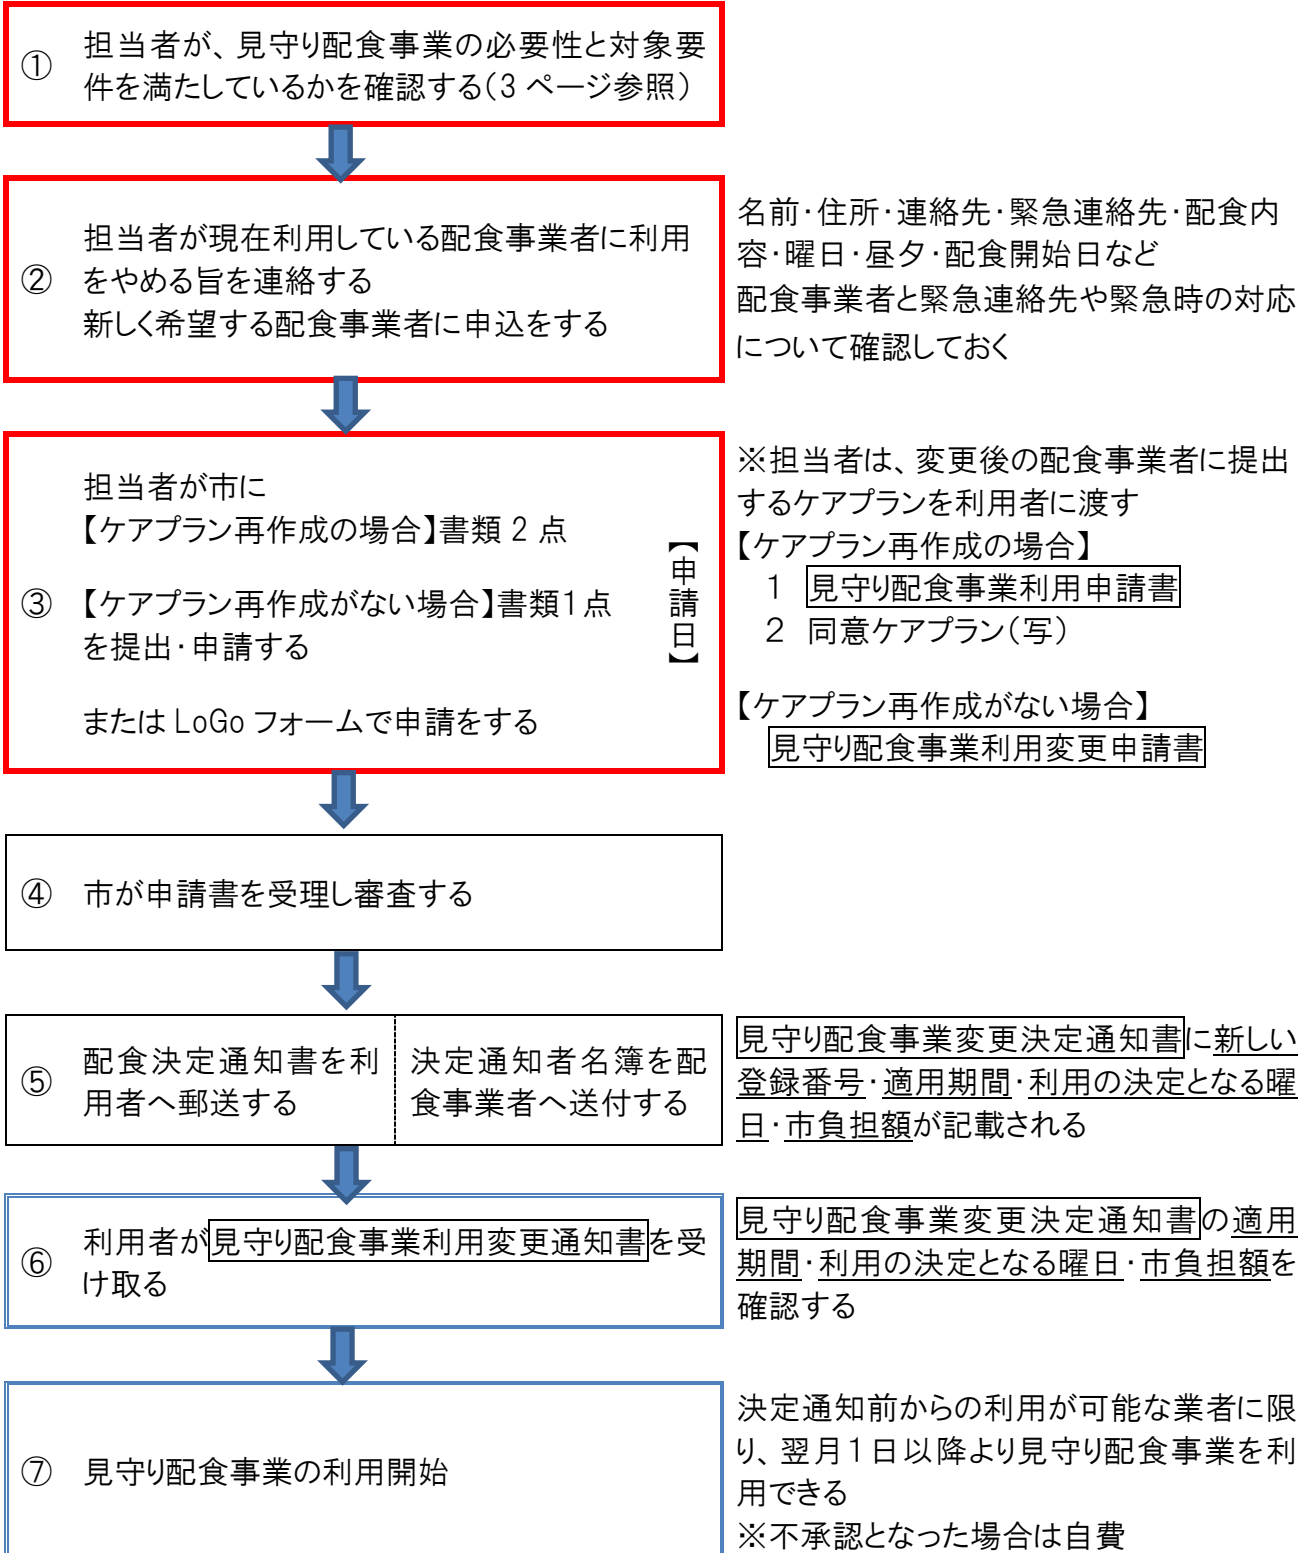 ① 担当者が、見守り配食事業の必要性と対象要
件を満たしているかを確認する（3 ページ参照）
② 担当者が現在利用している配食事業者に利用
をやめる旨を連絡する
新しく希望する配食事業者に申込をする
名前・住所・連絡先・緊急連絡先・配食内
容・曜日・昼夕・配食開始日など
配食事業者と緊急連絡先や緊急時の対応
について確認しておく
③ 担当者が市に
【ケアプラン再作成の場合】書類 2 点
【ケアプラン再作成がない場合】書類1点
を提出・申請する
または LoGo フォームで申請をする
【申請日】
※担当者は、変更後の配食事業者に提出
するケアプランを利用者に渡す
【ケアプラン再作成の場合】
1 見守り配食事業利用申請書
2 同意ケアプラン（写）
【ケアプラン再作成がない場合】
見守り配食事業利用変更申請書
④ 市が申請書を受理し審査する
⑤ 配食決定通知書を利
用者へ郵送する
決定通知者名簿を配
食事業者へ送付する
見守り配食事業変更決定通知書に新しい
登録番号・適用期間・利用の決定となる曜
日・市負担額が記載される
⑥ 利用者が見守り配食事業利用変更通知書を受
け取る
見守り配食事業変更決定通知書の適用
期間・利用の決定となる曜日・市負担額を
確認する
⑦ 見守り配食事業の利用開始
決定通知前からの利用が可能な業者に限
り、翌月1日以降より見守り配食事業を利
用できる
※不承認となった場合は自費